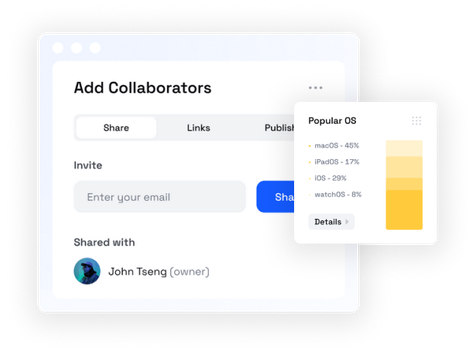 Add Collaborators
Share
Links
Publish
Invite
Enter your email
Sha
Shared with
John Tseng (owner)
Popular OS
macOS - 45%
iPadOS - 17%
iOS - 29%
watchOS - 8%
Details